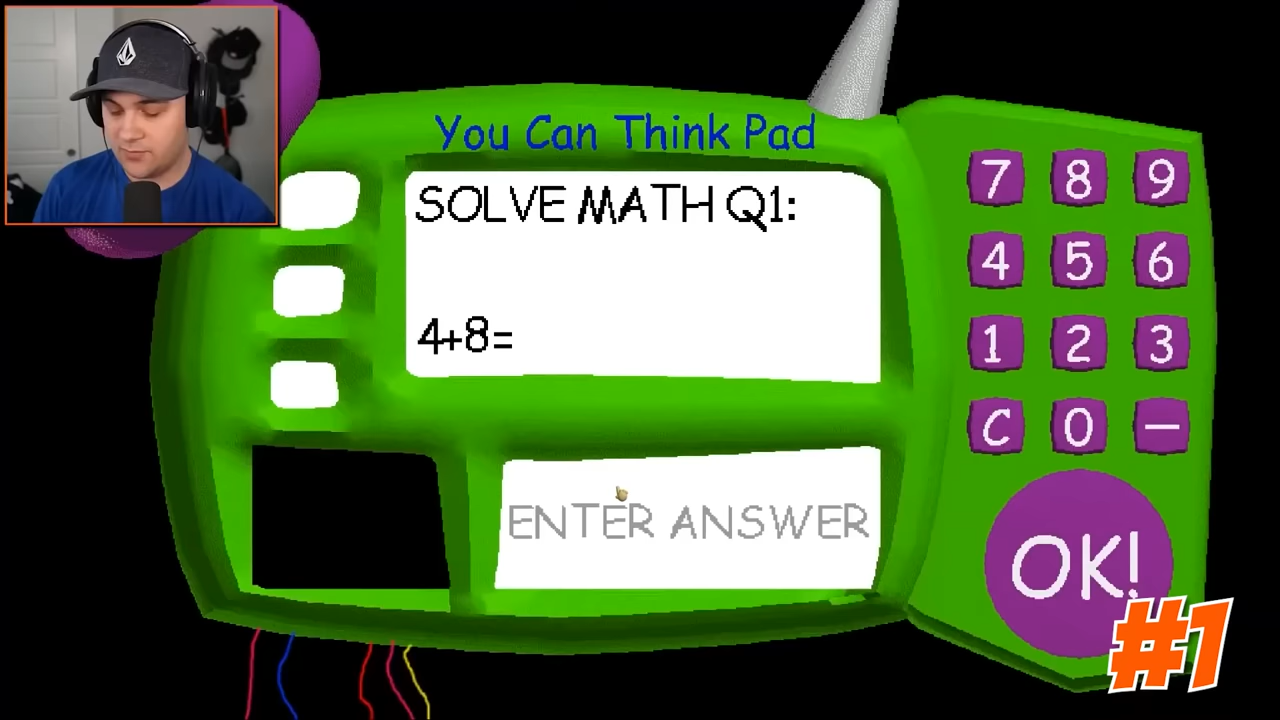 You Can Think Pad
SOLVE MATH Q1:
4+8=
ENTER ANSWER
7 8 9
4 5 6
1 2 3
C 0 —
OK!
#1